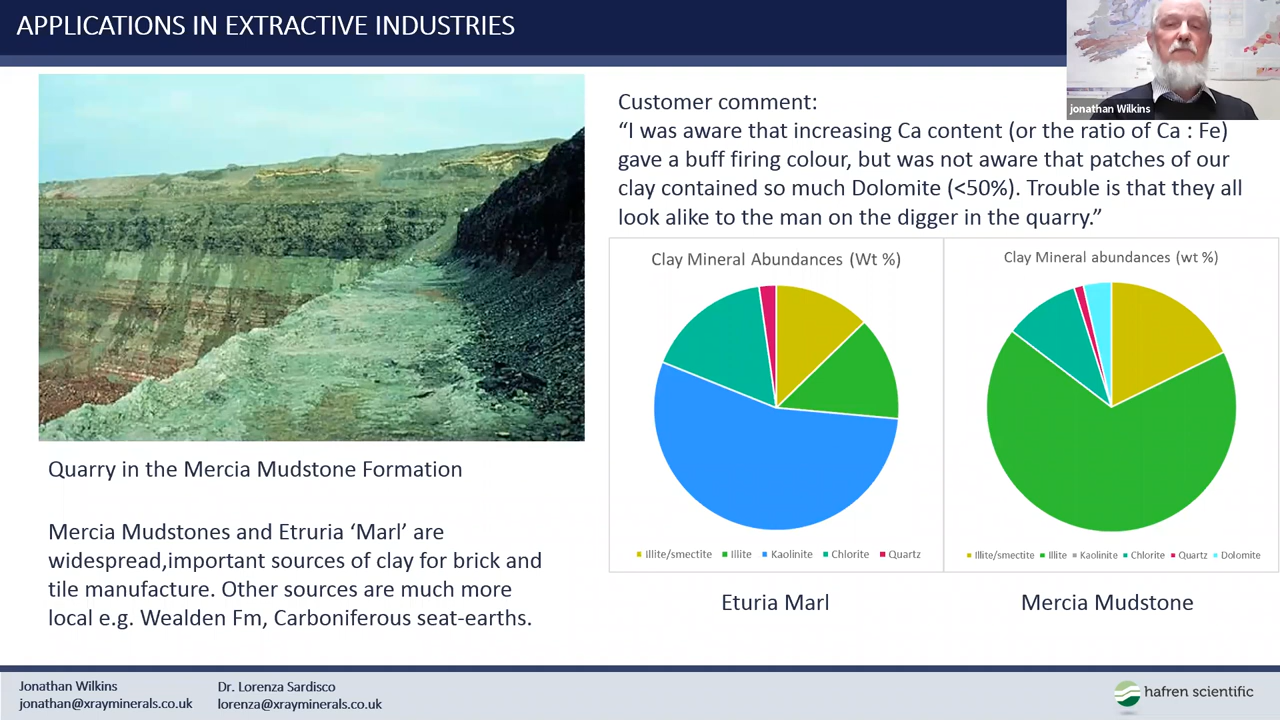 APPLICATIONS IN EXTRACTIVE INDUSTRIES
jonathan Wilkins
Customer comment:
“I was aware that increasing Ca content (or the ratio of Ca : Fe)
gave a buff firing colour, but was not aware that patches of our
clay contained so much Dolomite (<50%). Trouble is that they all
look alike to the man on the digger in the quarry.”
Clay Mineral Abundances (Wt %)
Illite/smectite Illite Kaolinite Chlorite Quartz
Eturia Marl
Clay Mineral abundances (wt %)
Illite/smectite Illite Kaolinite Chlorite Quartz Dolomite
Mercia Mudstone
Quarry in the Mercia Mudstone Formation
Mercia Mudstones and Etruria ‘Marl’ are
widespread,important sources of clay for brick and
tile manufacture. Other sources are much more
local e.g. Wealden Fm, Carboniferous seat-earths.
Jonathan Wilkins
jonathan@xrayminerals.co.uk
Dr. Lorenza Sardisco
lorenza@xrayminerals.co.uk
hafren scientific